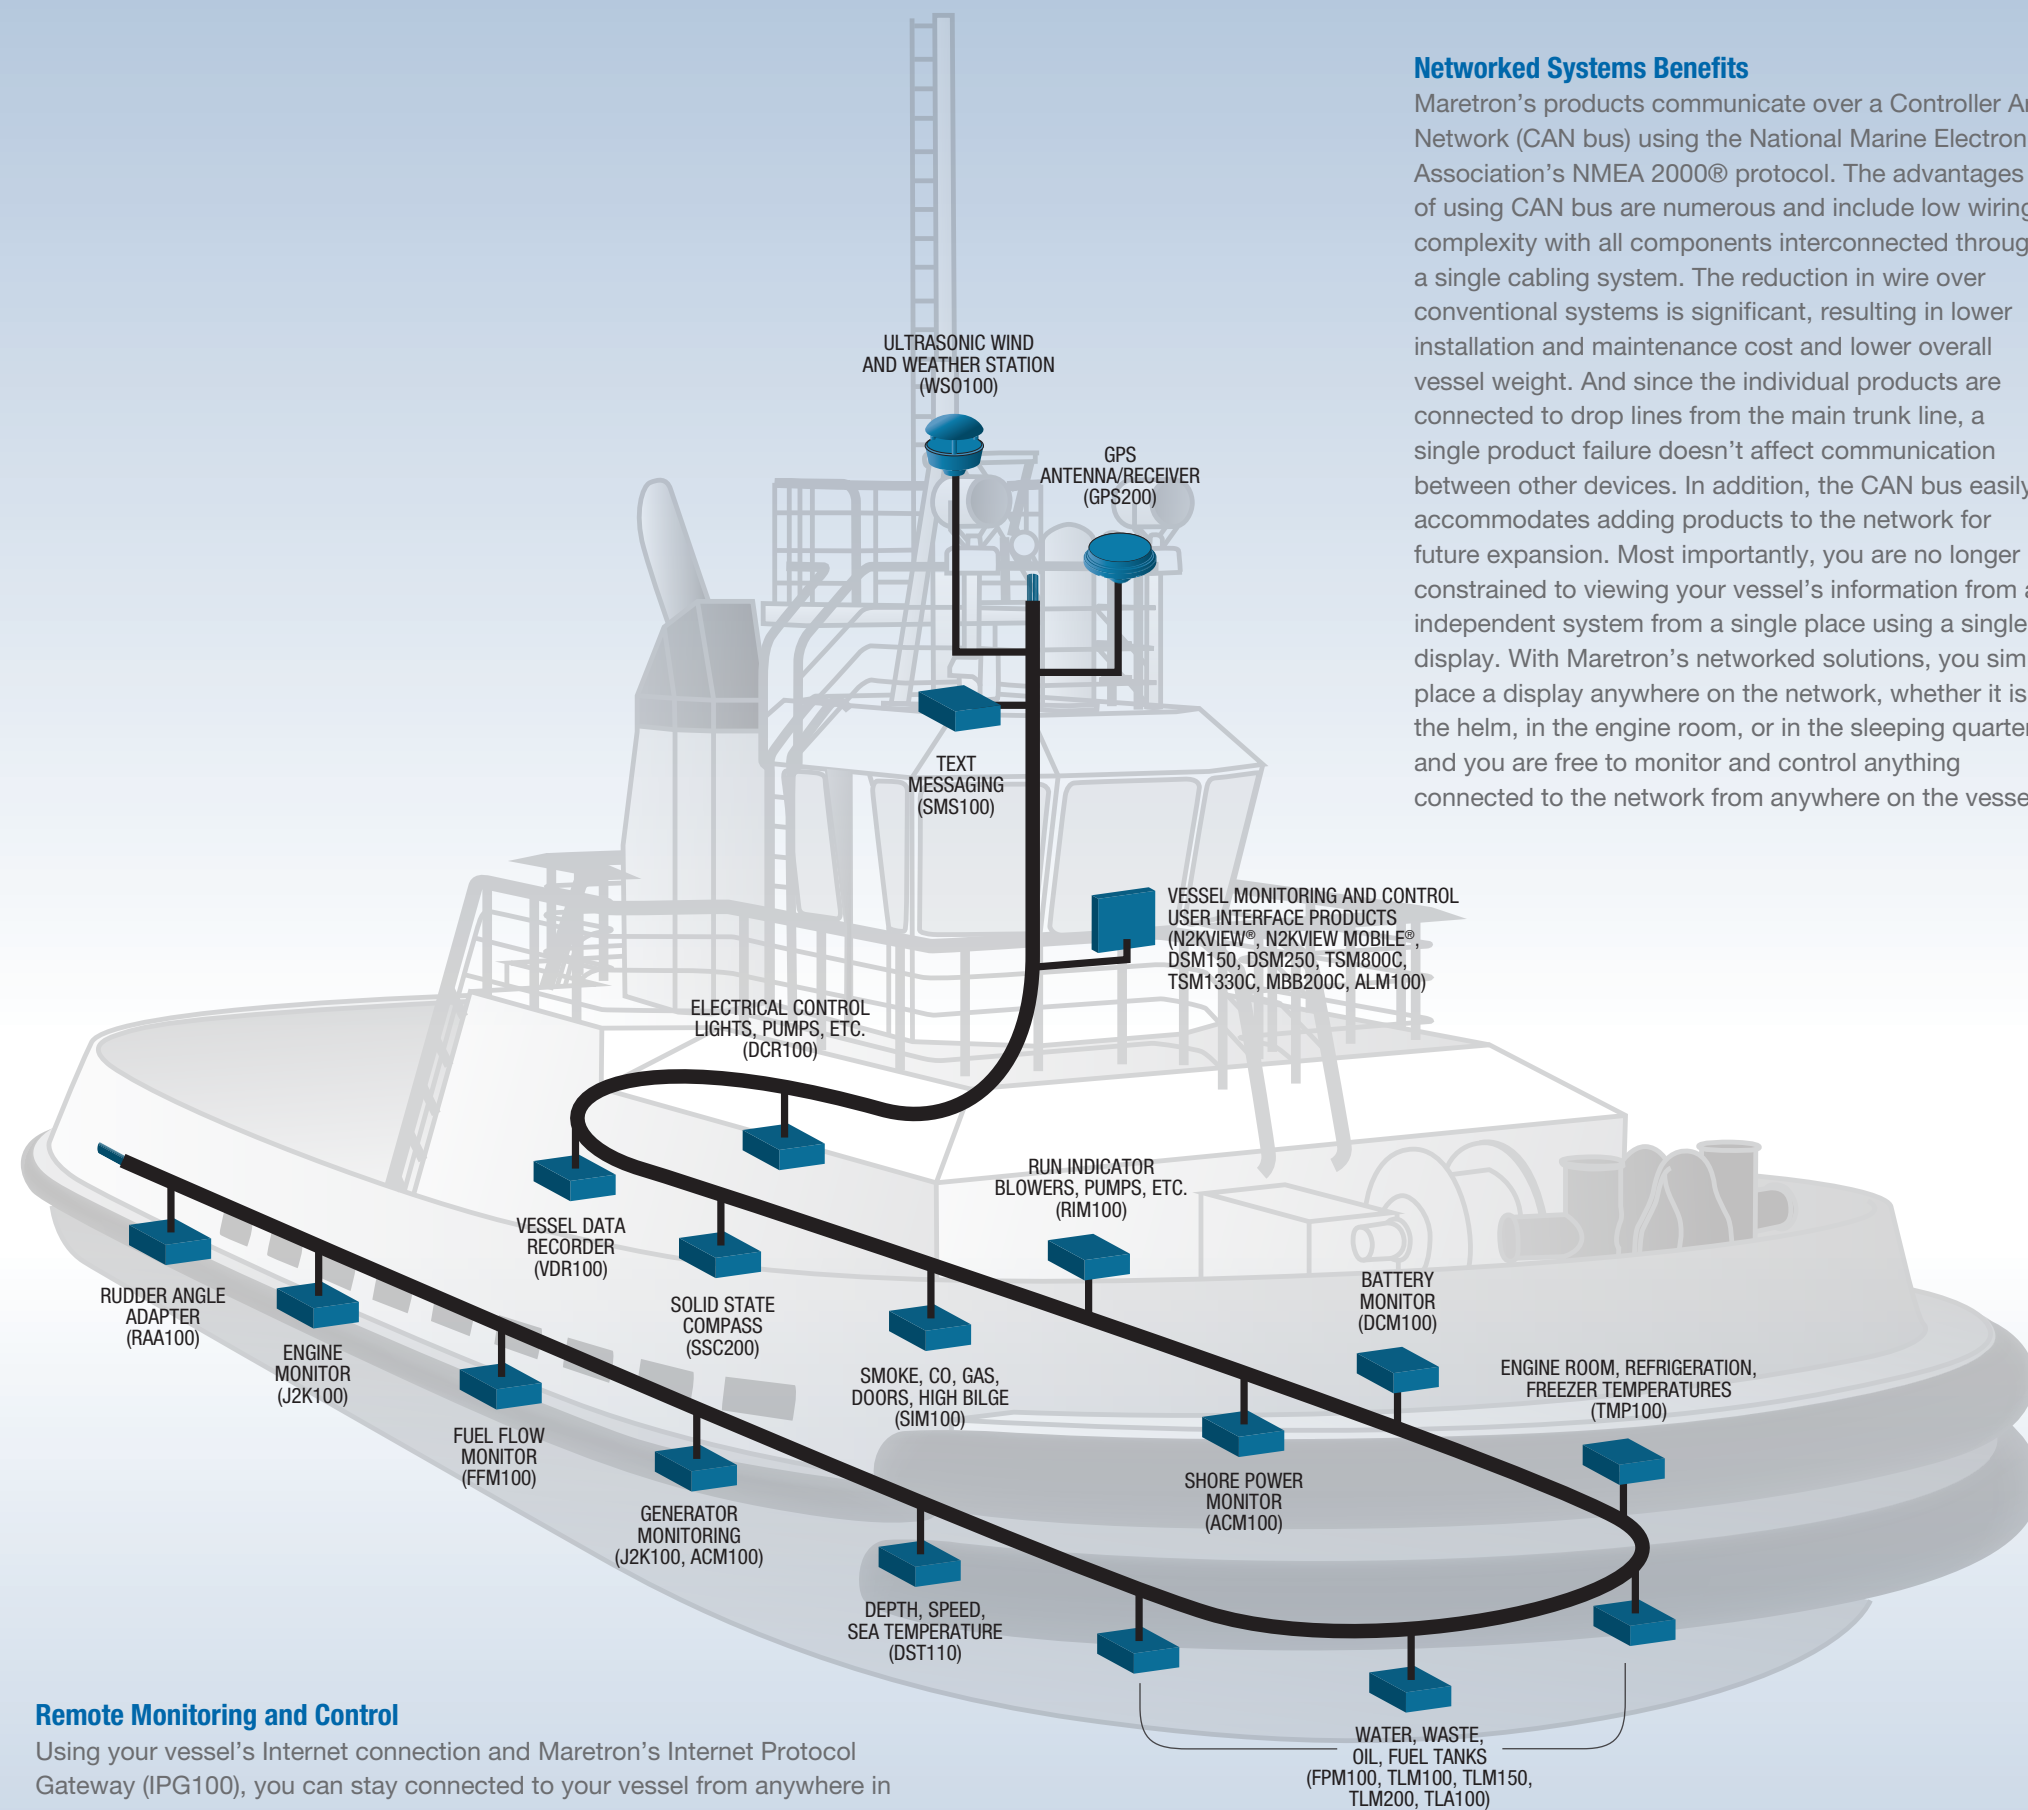 Networked Systems Benefits
Maretron's products communicate over a Controller
Network (CAN bus) using the National Marine
Association's NMEA 2000® protocol. The advantages
of using CAN bus are numerous and include low
complexity with all components interconnected
a single cabling system. The reduction in wire over
conventional systems is significant, resulting in lower
installation and maintenance cost and lower overall
vessel weight. And since the individual products are
connected to drop lines from the main trunk line, a
single product failure doesn't affect communication
between other devices. In addition, the CAN bus easily
accommodates adding products to the network for
future expansion. Most importantly, you are no longer
constrained to viewing your vessel's information from
independent system from a single place using a single
display. With Maretron's networked solutions, you
place a display anywhere on the network, whether it is
the helm, in the engine room, or in the sleeping
and you are free to monitor and control anything
connected to the network from anywhere on the
ULTRASONIC WIND
AND WEATHER STATION
(WSO100)
GPS
ANTENNA/RECEIVER
(GPS200)
TEXT
MESSAGING
(SMS100)
VESSEL MONITORING AND CONTROL
USER INTERFACE PRODUCTS
(N2KVIEW®, N2KVIEW MOBILE®,
DSM150, DSM250, TSM800C,
TSM1330C, MBB200C, ALM100)
ELECTRICAL CONTROL
LIGHTS, PUMPS, ETC.
(DCR100)
RUN INDICATOR
BLOWERS, PUMPS, ETC.
(RIM100)
VESSEL DATA
RECORDER
(VDR100)
SOLID STATE
COMPASS
(SSC200)
RUDDER ANGLE
ADAPTER
(RAA100)
ENGINE
MONITOR
(J2K100)
BATTERY
MONITOR
(DCM100)
SMOKE, CO, GAS,
DOORS, HIGH BILGE
(SIM100)
ENGINE ROOM, REFRIGERATION,
FREEZER TEMPERATURES
(TMP100)
FUEL FLOW
MONITOR
(FFM100)
SHORE POWER
MONITOR
(ACM100)
GENERATOR
MONITORING
(J2K100, ACM100)
DEPTH, SPEED,
SEA TEMPERATURE
(DST110)
WATER, WASTE,
OIL, FUEL TANKS
(FPM100, TLM100, TLM150,
TLM200, TLA100)
Remote Monitoring and Control
Using your vessel's Internet connection and Maretron's Internet Protocol
Gateway (IPG100), you can stay connected to your vessel from anywhere in